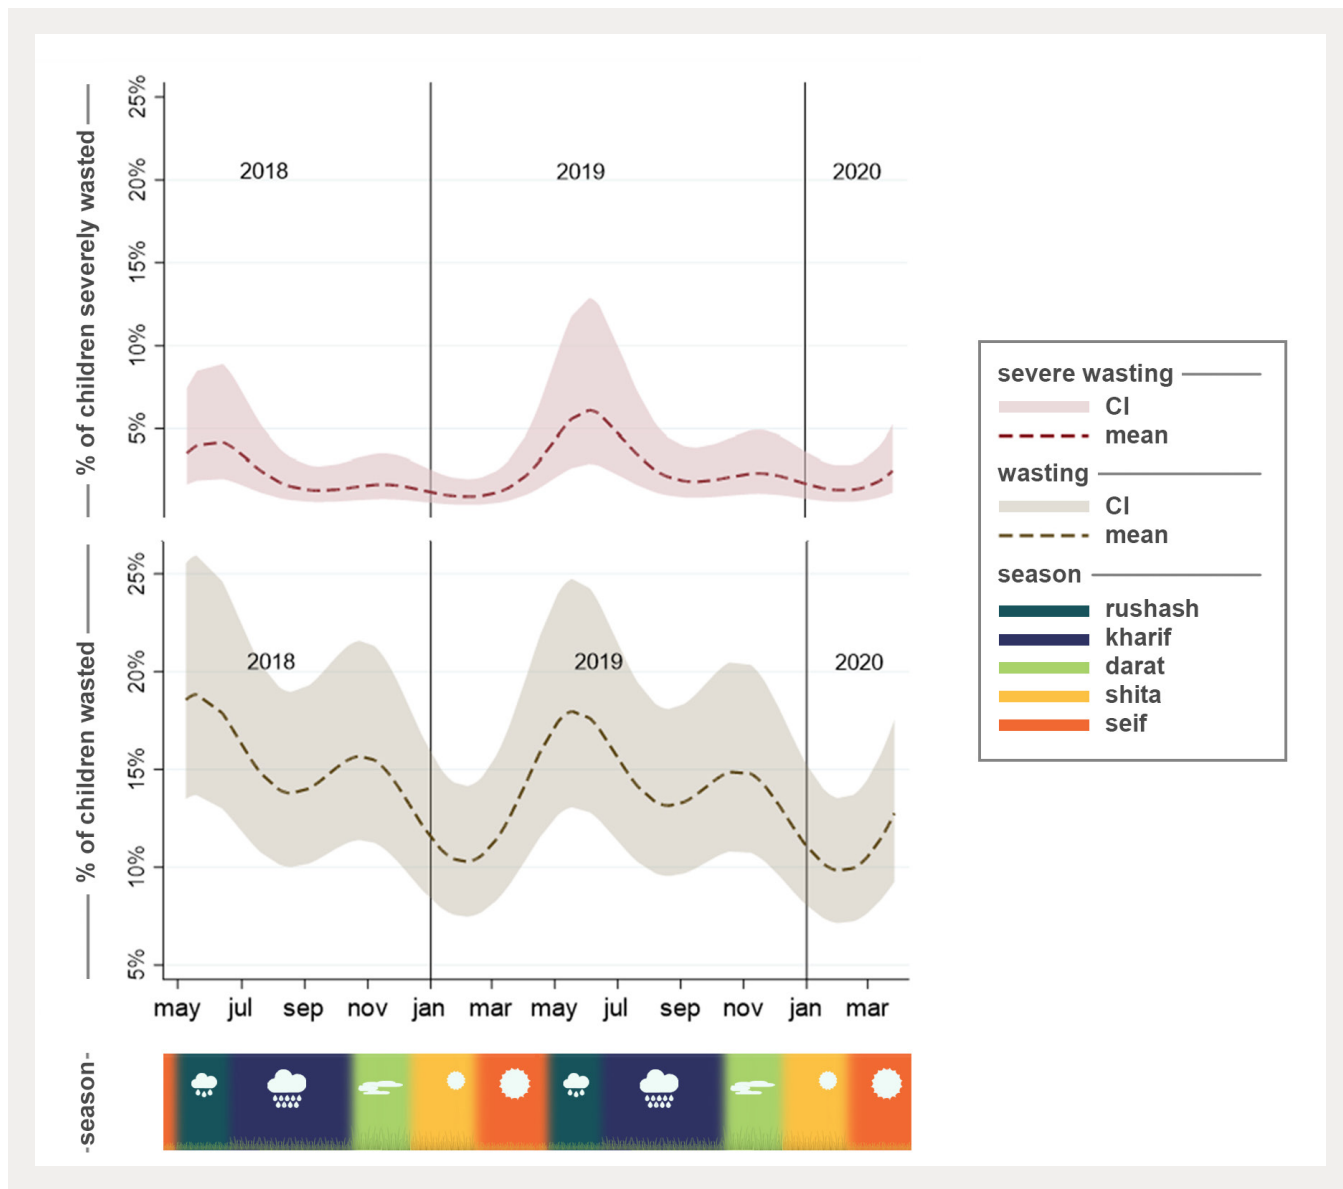 % of children severely wasted
25%
20%
15%
10%
5%
2018
2019
2020
% of children wasted
25%
20%
15%
10%
5%
2018
2019
2020
may jul sep nov jan mar may jul sep nov jan mar
-season-
severe wasting
CI
mean
wasting
CI
mean
season
rushash
kharif
darat
shita
seif